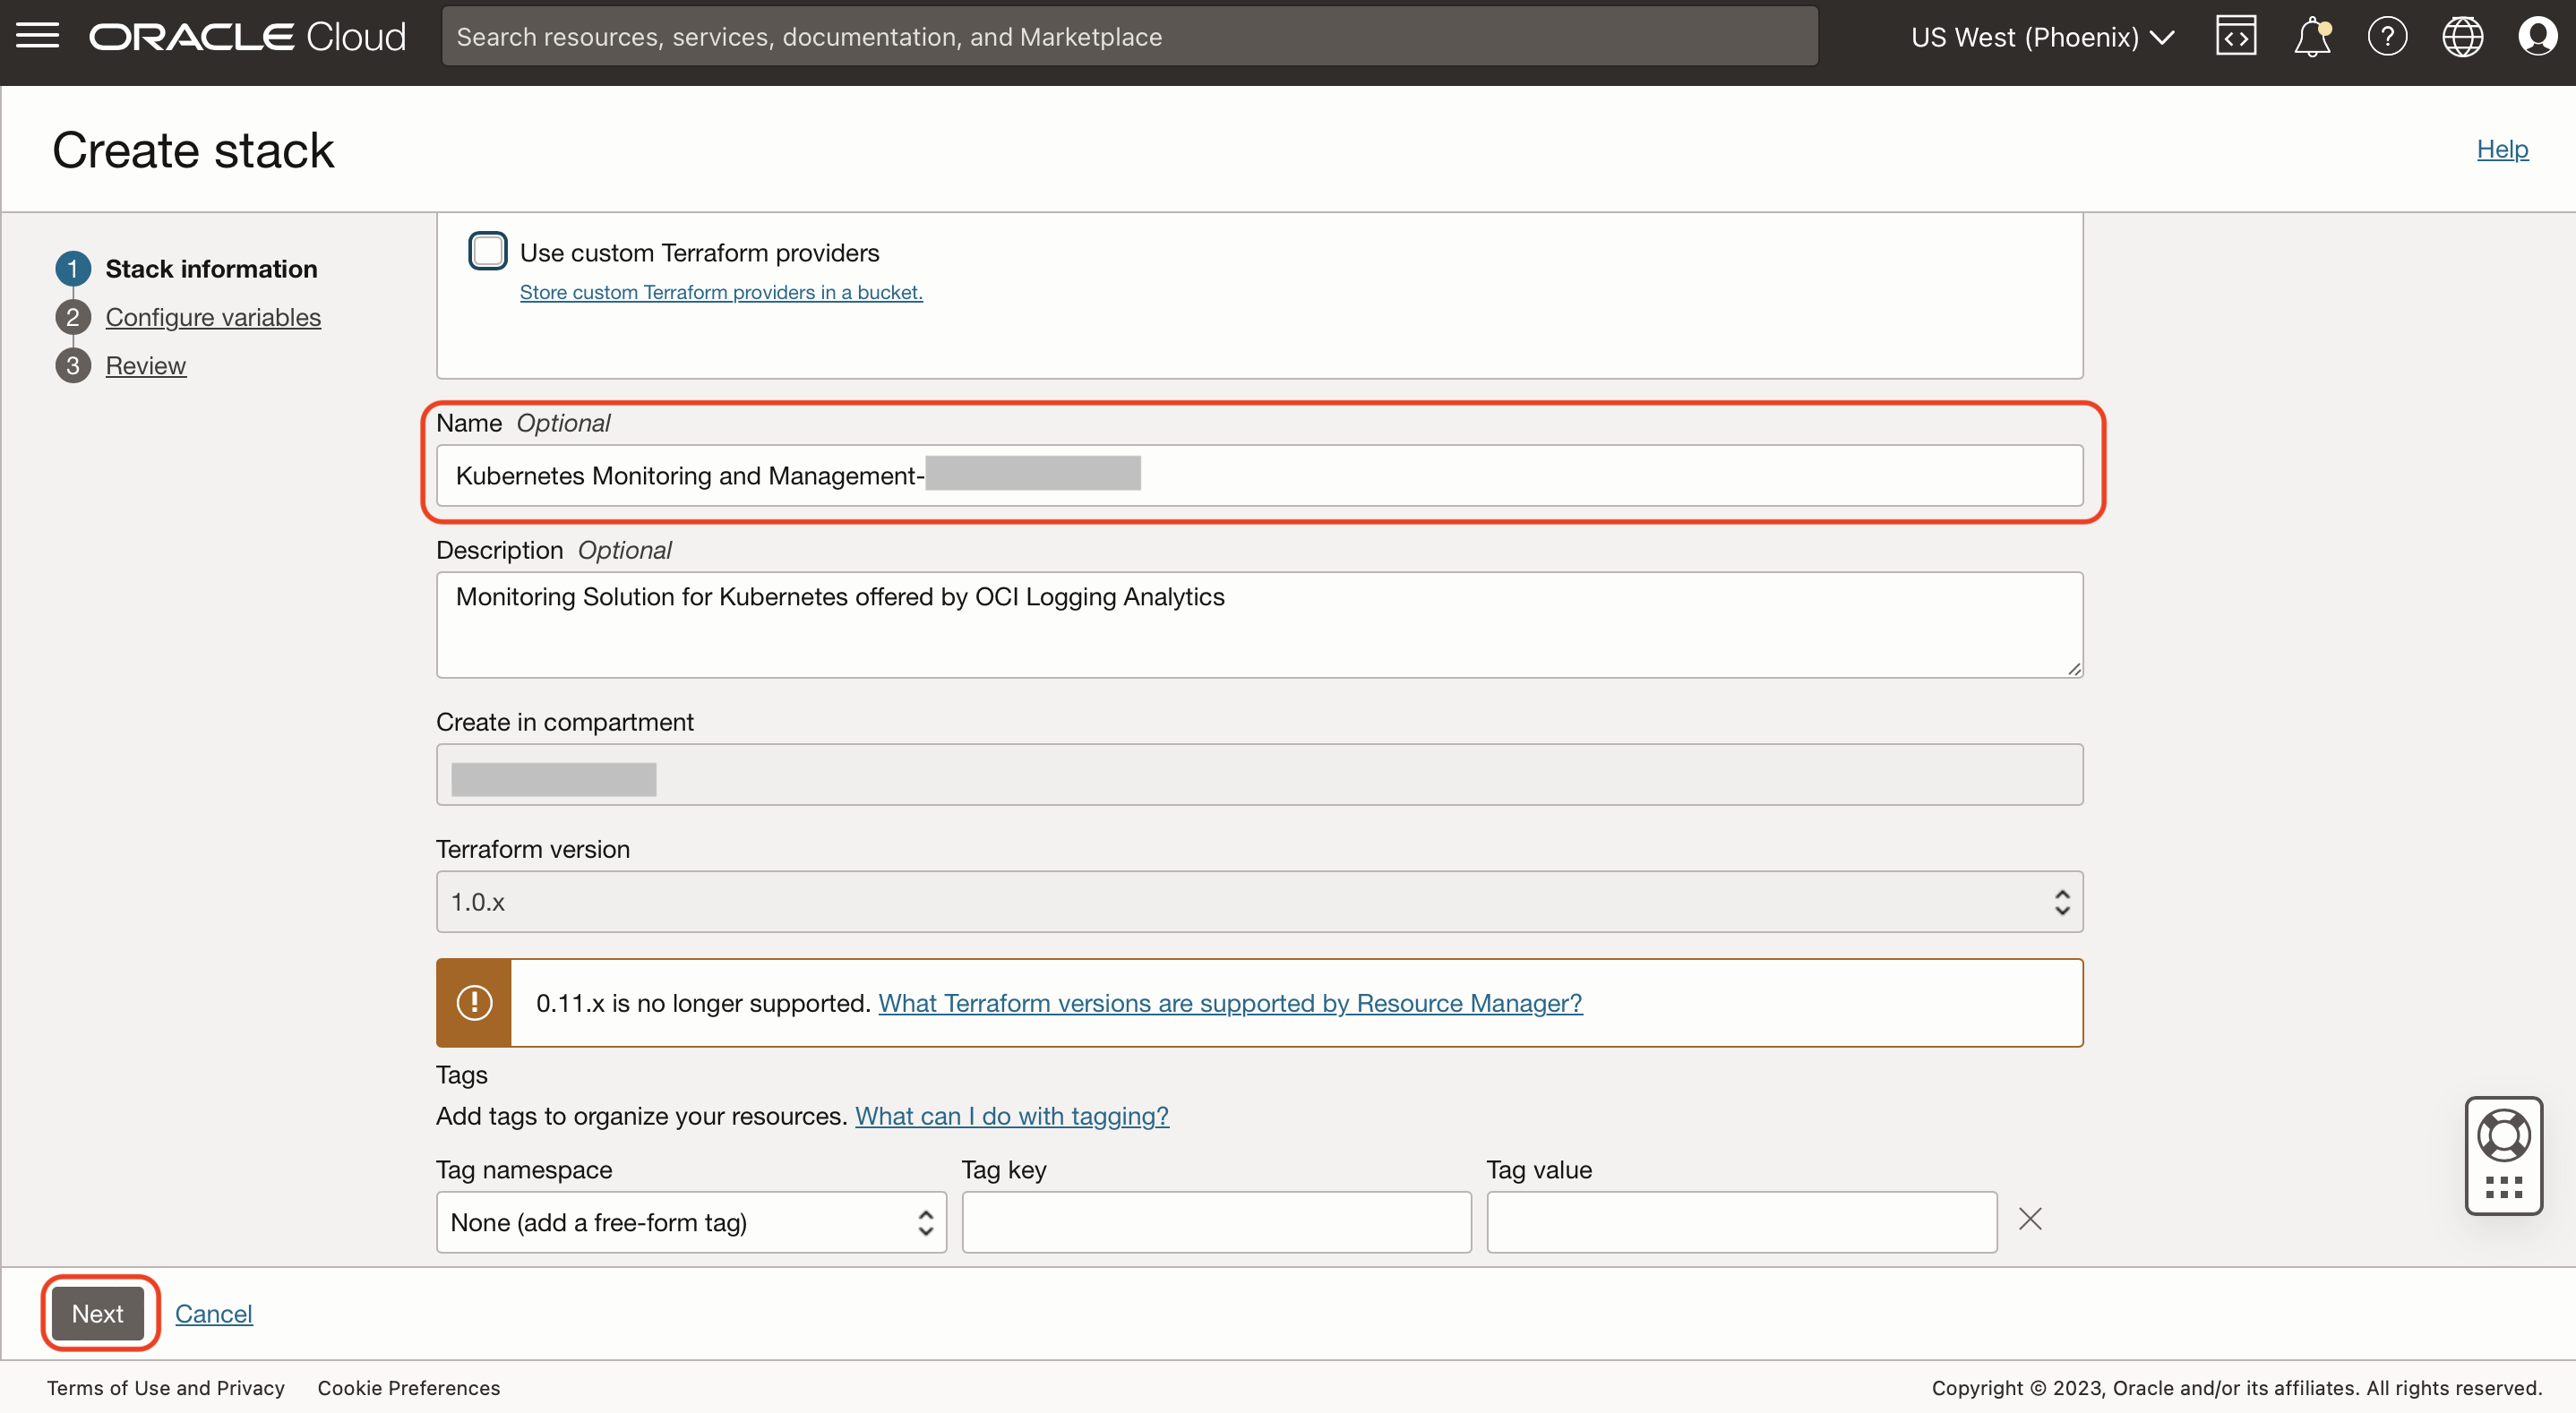 ORACLE Cloud
Search resources, services, documentation, and Marketplace
US West (Phoenix)
Create stack
Help
1 Stack information
2 Configure variables
3 Review
Use custom Terraform providers
Store custom Terraform providers in a bucket.
Name Optional
Kubernetes Monitoring and Management-
Description Optional
Monitoring Solution for Kubernetes offered by OCI Logging Analytics
Create in compartment
Terraform version
1.0.x
0.11.x is no longer supported. What Terraform versions are supported by Resource Manager?
Tags
Add tags to organize your resources. What can I do with tagging?
Tag namespace Tag key Tag value
None (add a free-form tag)
Next Cancel
Terms of Use and Privacy Cookie Preferences
Copyright © 2023, Oracle and/or its affiliates. All rights reserved.